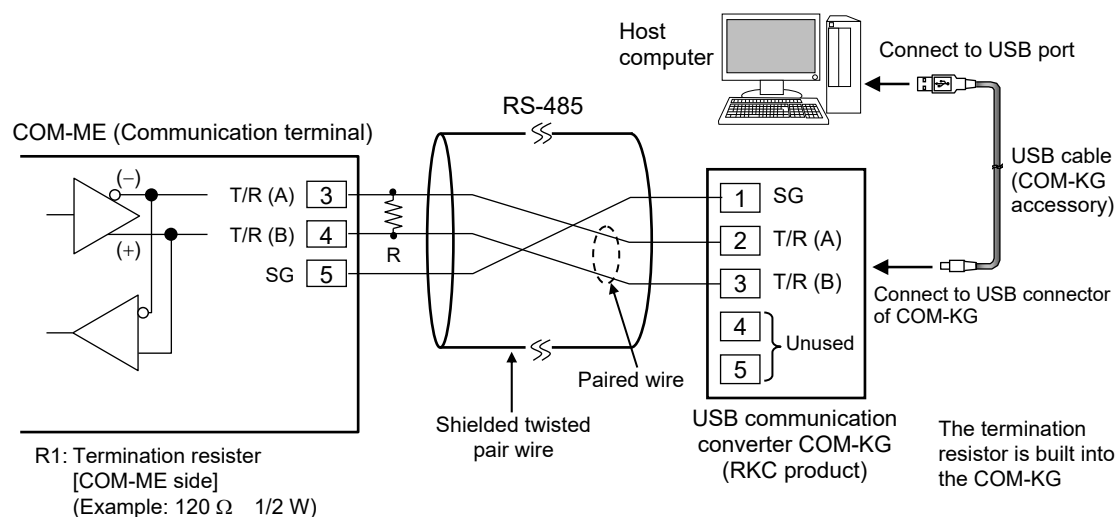 Host
computer
Connect to USB port
RS-485
COM-ME (Communication terminal)
USB cable
(COM-KG
accessory)
(−)
T/R (A) 3
1 SG
T/R (B) 4
2 T/R (A)
(+)
R
SG 5
3 T/R (B)
Connect to USB connector
of COM-KG
4
Unused
5
Paired wire
Shielded twisted
pair wire
USB communication
converter COM-KG
(RKC product)
The termination
resistor is built into
the COM-KG
R1: Termination resister
[COM-ME side]
(Example: 120 Ω 1/2 W)